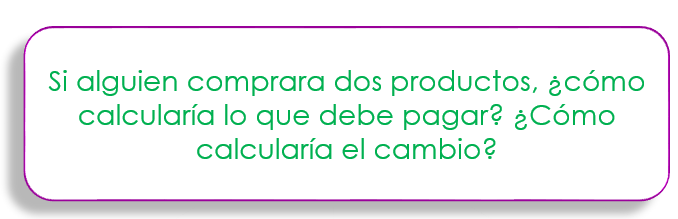 Si alguien comprara dos productos, ¿cómo
calcularía lo que debe pagar? ¿Cómo
calcularía el cambio?